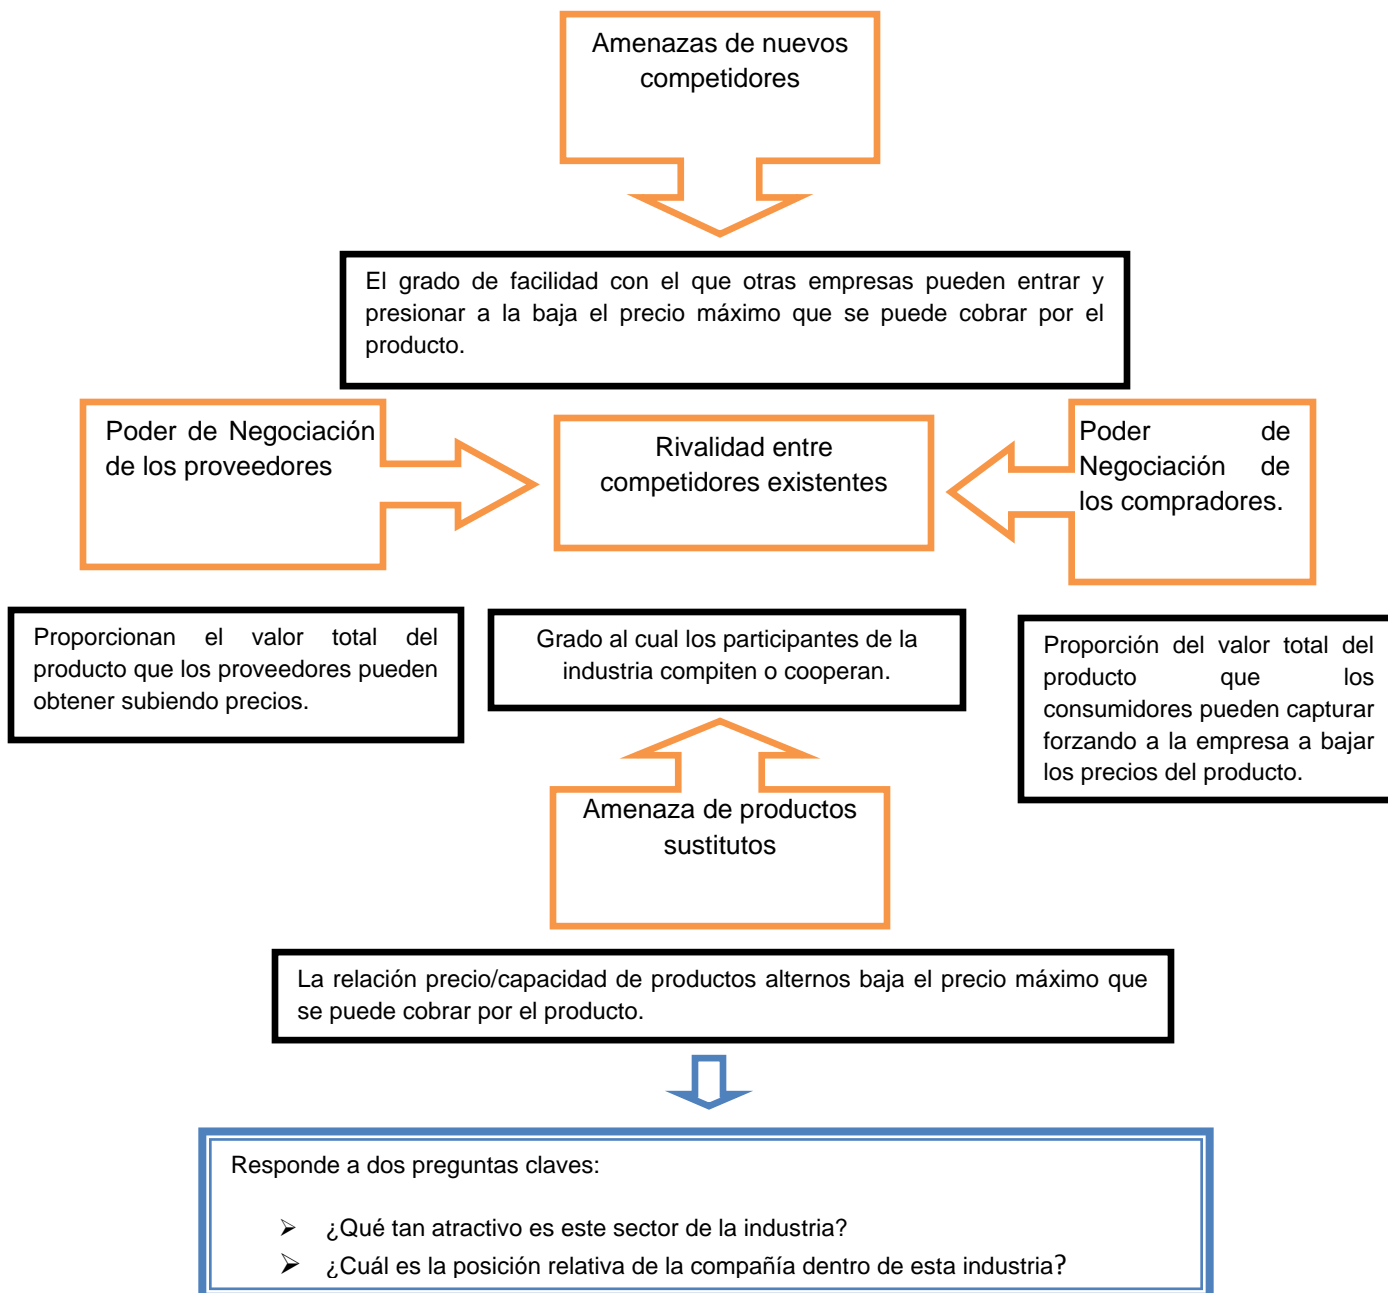 Amenazas de nuevos
competidores
El grado de facilidad con el que otras empresas pueden entrar y
presionar a la baja el precio máximo que se puede cobrar por el
producto.
Poder de Negociación
de los proveedores
Rivalidad entre
competidores existentes
Poder de
Negociación de
los compradores.
Proporcionan el valor total del
producto que los proveedores pueden
obtener subiendo precios.
Grado al cual los participantes de la
industria compiten o cooperan.
Proporción del valor total del
producto que los
consumidores pueden capturar
forzando a la empresa a bajar
los precios del producto.
Amenaza de productos
sustitutos
La relación precio/capacidad de productos alternos baja el precio máximo que
se puede cobrar por el producto.
Responde a dos preguntas claves:
➢ ¿Qué tan atractivo es este sector de la industria?
➢ ¿Cuál es la posición relativa de la compañía dentro de esta industria?